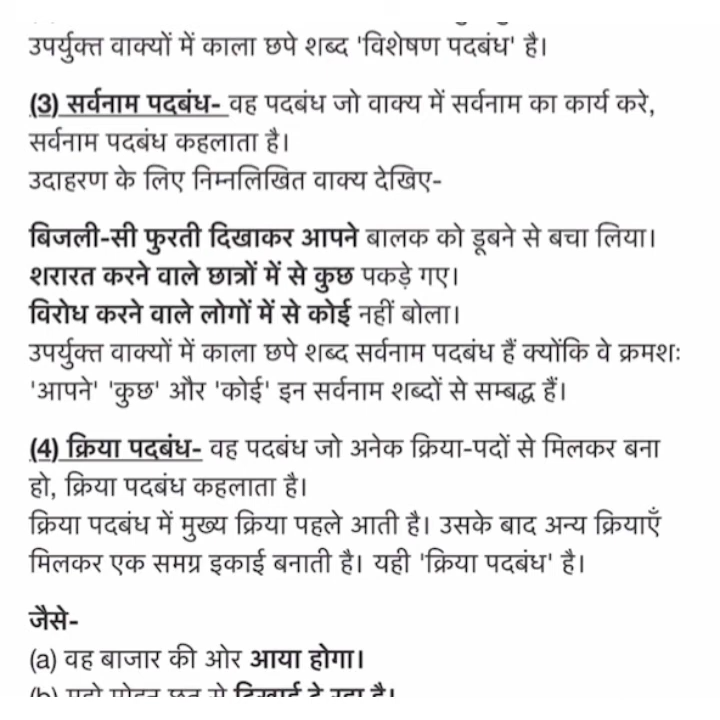 उपर्युक्त वाक्यों में काला छपे शब्द 'विशेषण पदबंध' है।
(3) सर्वनाम पदबंध- वह पदबंध जो वाक्य में सर्वनाम का कार्य करे,
सर्वनाम पदबंध कहलाता है।
उदाहरण के लिए निम्नलिखित वाक्य देखिए-
बिजली-सी फुरती दिखाकर आपने बालक को डूबने से बचा लिया।
शरारत करने वाले छात्रों में से कुछ पकड़े गए।
विरोध करने वाले लोगों में से कोई नहीं बोला।
उपर्युक्त वाक्यों में काला छपे शब्द सर्वनाम पदबंध हैं क्योंकि वे क्रमशः
'आपने' 'कुछ' और 'कोई' इन सर्वनाम शब्दों से सम्बद्ध हैं।
(4) क्रिया पदबंध- वह पदबंध जो अनेक क्रिया-पदों से मिलकर बना
हो, क्रिया पदबंध कहलाता है।
क्रिया पदबंध में मुख्य क्रिया पहले आती है। उसके बाद अन्य क्रियाएँ
मिलकर एक समग्र इकाई बनाती है। यही 'क्रिया पदबंध' है।
जैसे-
(a) वह बाजार की ओर आया होगा।
(b) मुझे मोहन छत से दिखाई दे रहा है।